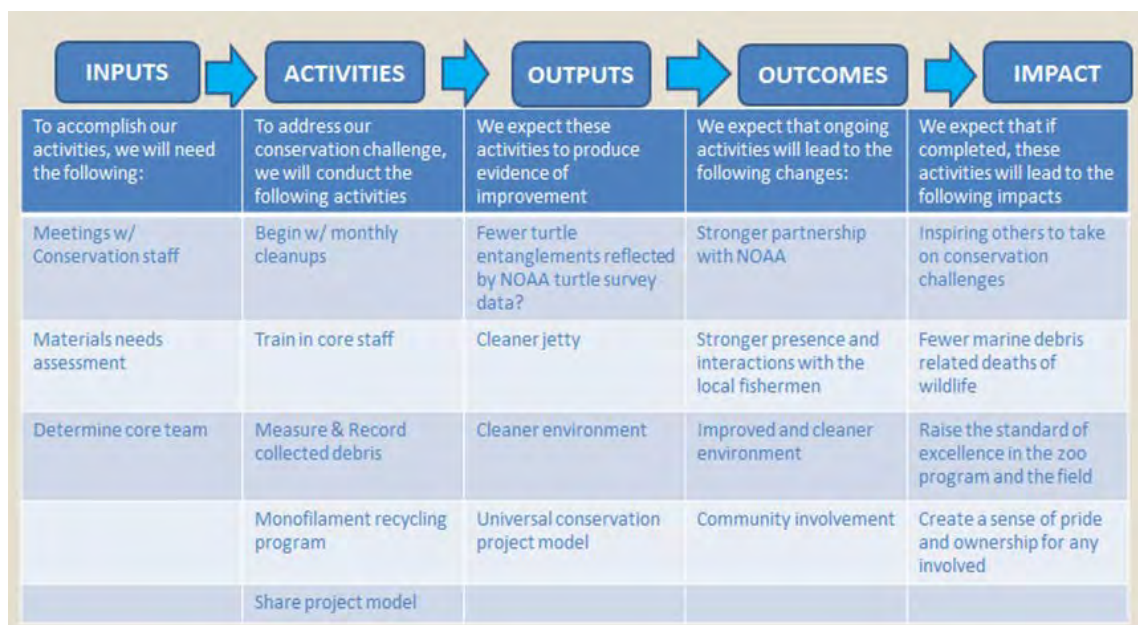 INPUTS
ACTIVITIES
OUTPUTS
OUTCOMES
IMPACT
To accomplish our
activities, we will need
the following:
To address our
conservation challenge,
we will conduct the
following activities
We expect these
activities to produce
evidence of
improvement
We expect that ongoing
activities will lead to the
following changes:
We expect that if
completed, these
activities will lead to the
following impacts
Meetings w/
Conservation staff
Begin w/ monthly
cleanups
Fewer turtle
entanglements reflected
by NOAA turtle survey
data?
Stronger partnership
with NOAA
Inspiring others to take
on conservation
challenges
Materials needs
assessment
Train in core staff
Cleaner jetty
Stronger presence and
interactions with the
local fishermen
Fewer marine debris
related deaths of
wildlife
Determine core team
Measure & Record
collected debris
Cleaner environment
Improved and cleaner
environment
Raise the standard of
excellence in the zoo
program and the field
Monofilament recycling
program
Universal conservation
project model
Community involvement
Create a sense of pride
and ownership for any
involved
Share project model